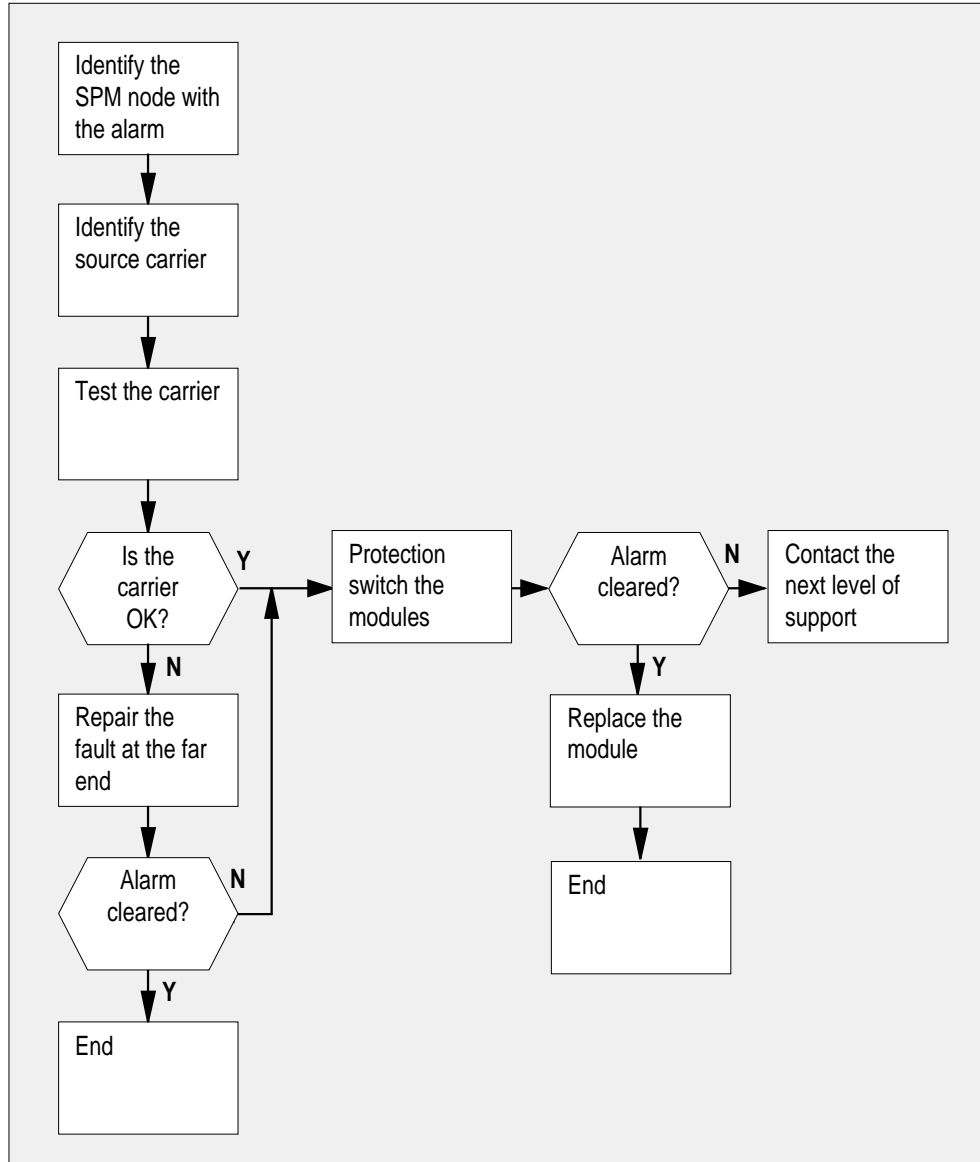 Identify the
SPM node with
the alarm
Identify the
source carrier
Test the carrier
Is the
carrier
OK?
Y
N
Protection
switch the
modules
Alarm
cleared?
N
Y
Contact the
next level of
support
Repair the
fault at the far
end
Replace the
module
Alarm
cleared?
N
Y
End
End